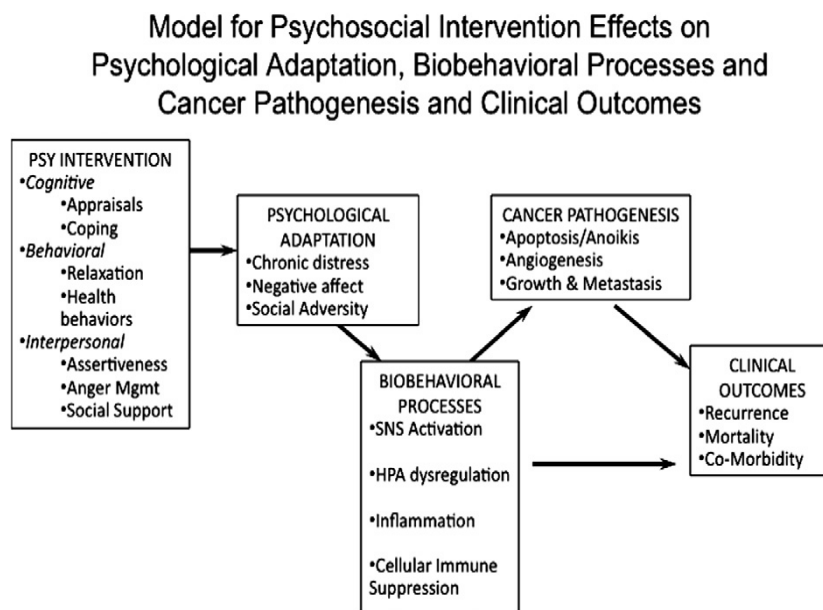 Model for Psychosocial Intervention Effects on
Psychological Adaptation, Biobehavioral Processes and
Cancer Pathogenesis and Clinical Outcomes
PSY INTERVENTION
•Cognitive
•Appraisals
•Coping
•Behavioral
•Relaxation
•Health
behaviors
•Interpersonal
•Assertiveness
•Anger Mgmt
•Social Support
PSYCHOLOGICAL
ADAPTATION
•Chronic distress
•Negative affect
•Social Adversity
BIOBEHAVIORAL
PROCESSES
•SNS Activation
•HPA dysregulation
•Inflammation
•Cellular Immune
Suppression
CANCER PATHOGENESIS
•Apoptosis/Anoikis
•Angiogenesis
•Growth & Metastasis
CLINICAL
OUTCOMES
•Recurrence
•Mortality
•Co-Morbidity